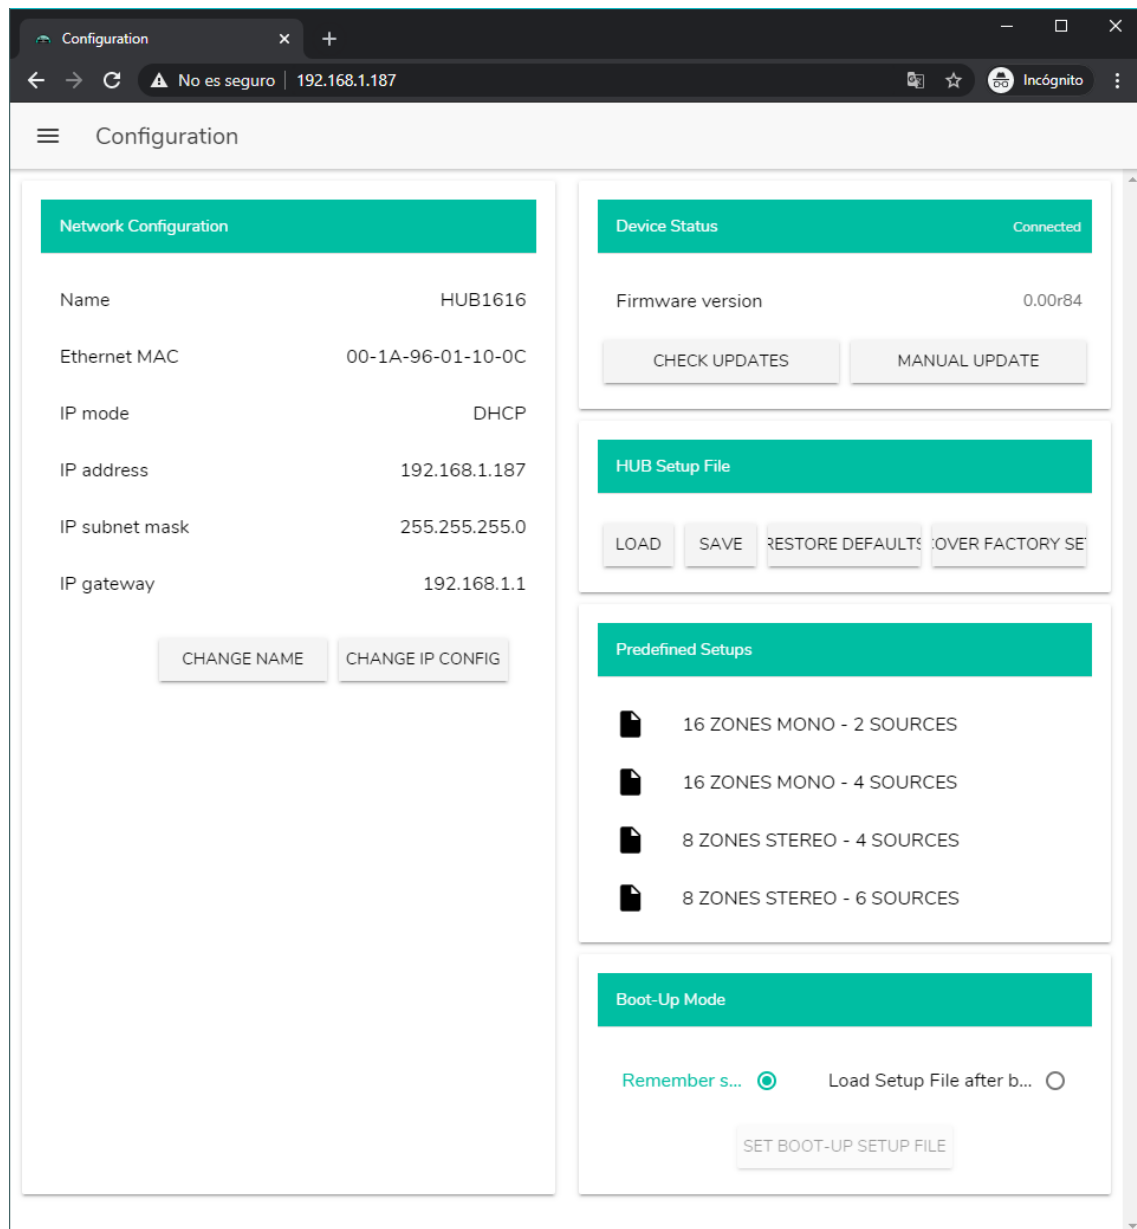 Configuration
No es seguro | 192.168.1.187
Incógnito
Configuration
Network Configuration
Name HUB1616
Ethernet MAC 00-1A-96-01-10-0C
IP mode DHCP
IP address 192.168.1.187
IP subnet mask 255.255.255.0
IP gateway 192.168.1.1
CHANGE NAME CHANGE IP CONFIG
Device Status Connected
Firmware version 0.00r84
CHECK UPDATES MANUAL UPDATE
HUB Setup File
LOAD SAVE RESTORE DEFAULTS OVER FACTORY SE
Predefined Setups
16 ZONES MONO - 2 SOURCES
16 ZONES MONO - 4 SOURCES
8 ZONES STEREO - 4 SOURCES
8 ZONES STEREO - 6 SOURCES
Boot-Up Mode
Remember s... Load Setup File after b...
SET BOOT-UP SETUP FILE